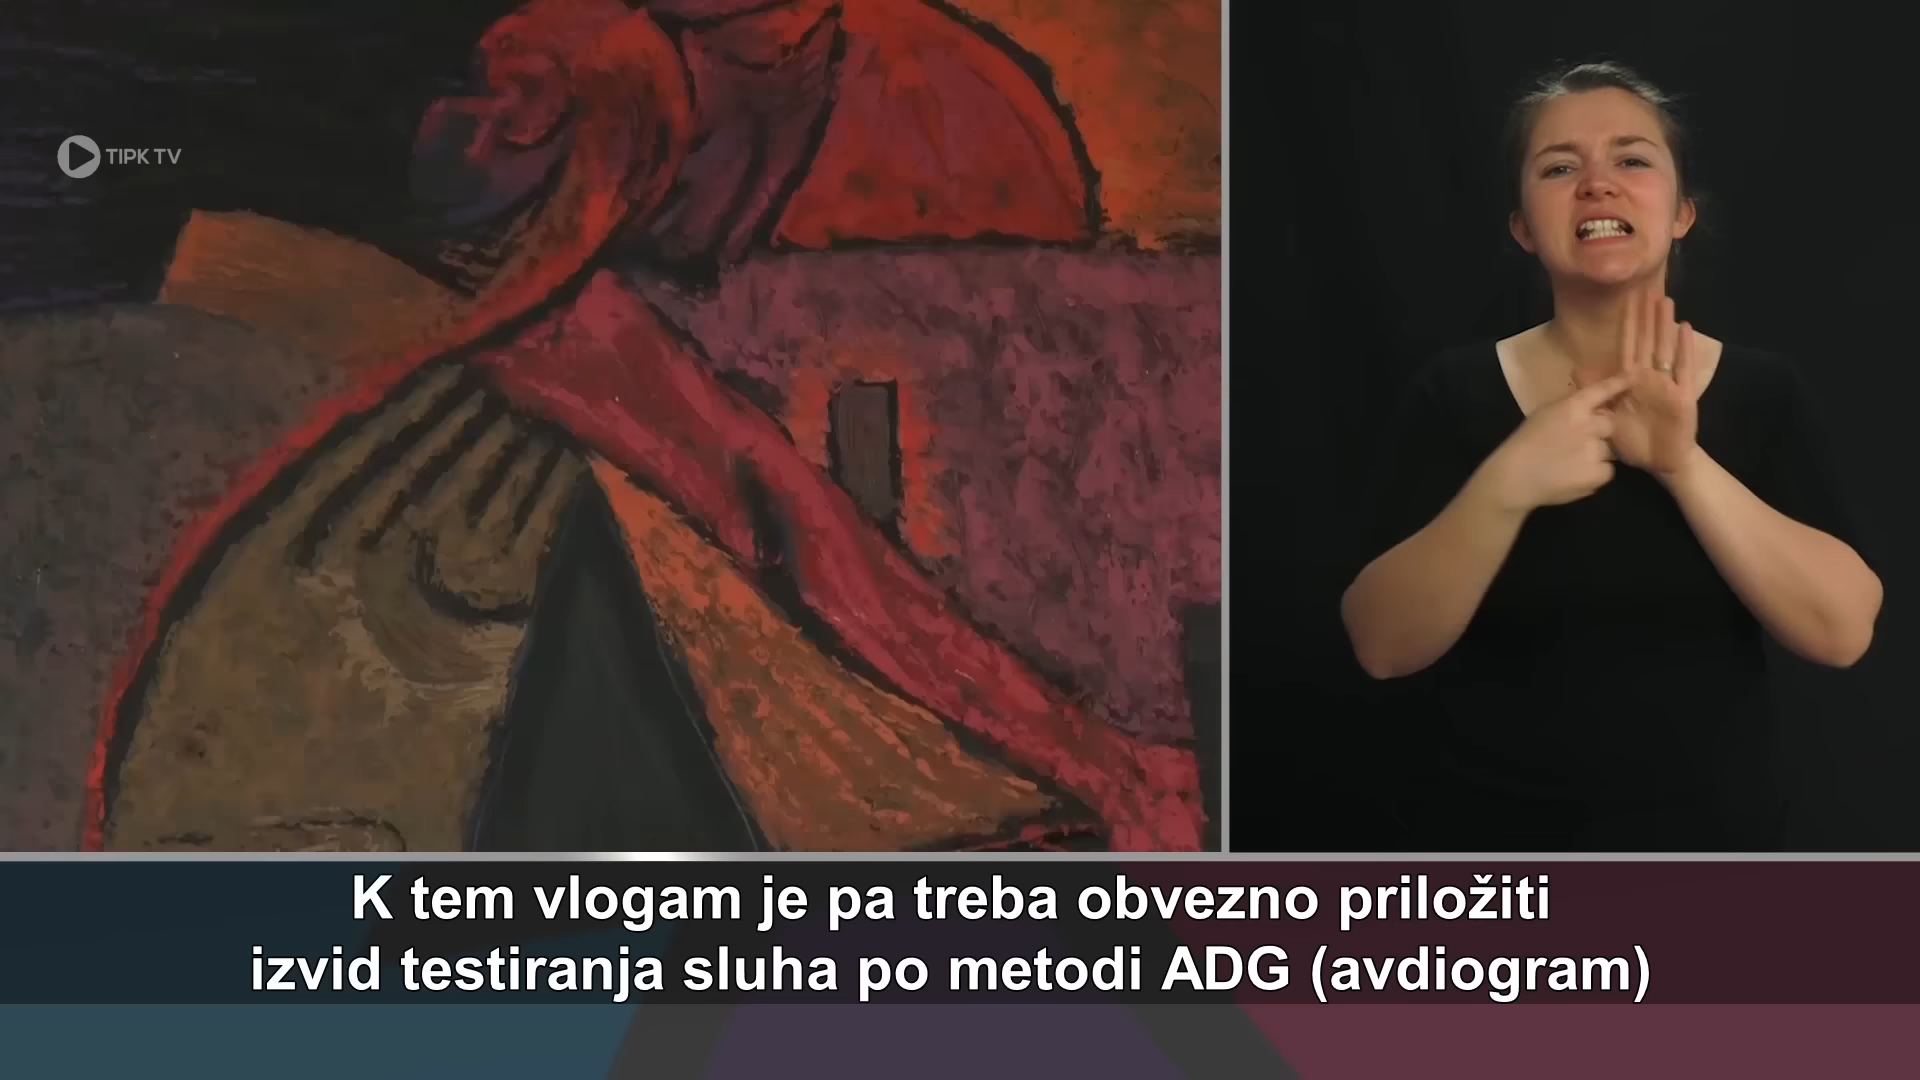 TIPK TV
K tem vlogam je pa treba obvezno priložiti
izvid testiranja sluha po metodi ADG (avdiogram)